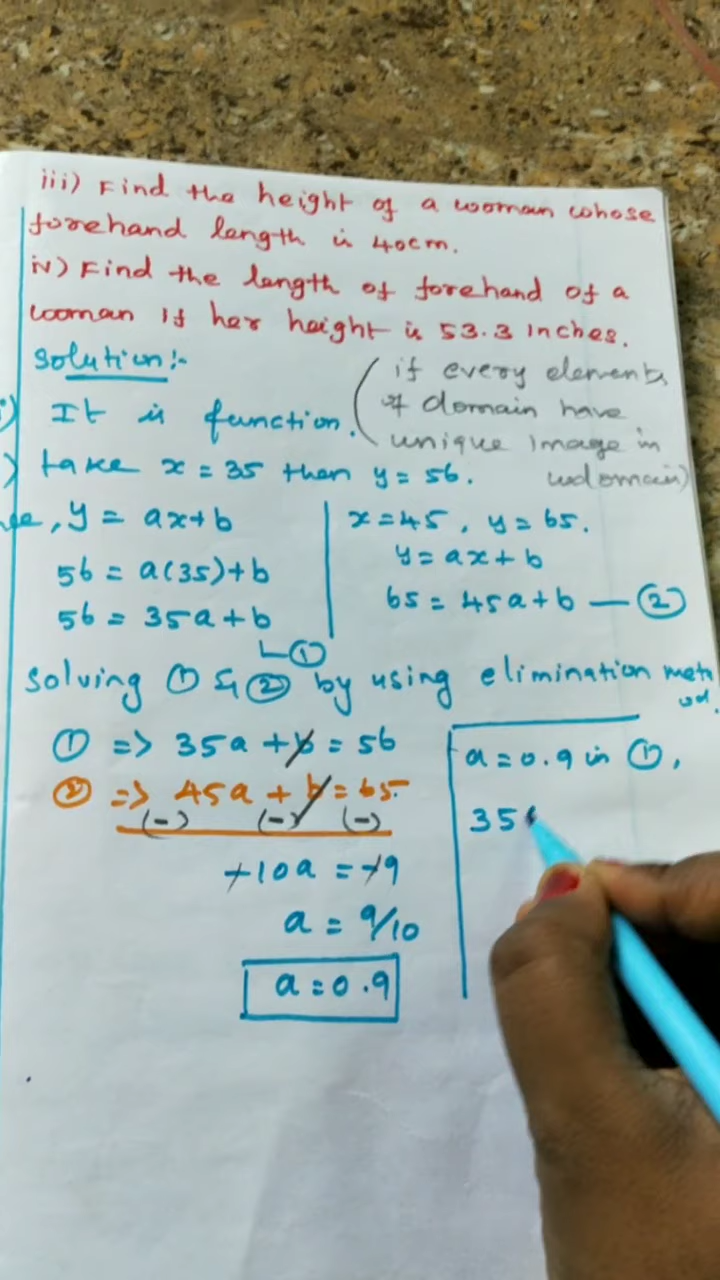 iii) Find the height of a woman whose
forehand length is 40cm.
iv) Find the length of forehand of a
woman if her height is 53.3 inches.
Solution:-
i) It is function. (if every elements
of domain have
unique image in
codomain)
) take x = 35 then y = 56.
y = ax+b
56 = a(35)+b
56 = 35a+b
①
x=45, y=65.
y=ax+b
65 = 45a+b — ②
Solving ① & ② by using elimination meth
od.
① => 35a + b = 56
② => 45a + b = 65
(-) (-) (-)
-10a = -9
a = 9/10
a = 0.9
a = 0.9 in ①,
35